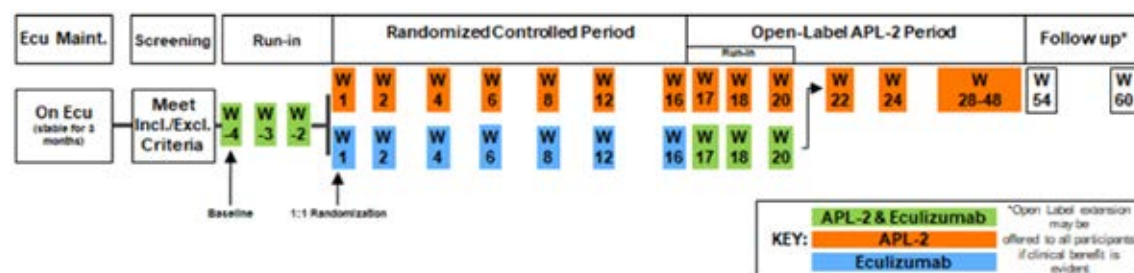 Ecu Maint.
Screening
Run-in
Randomized Controlled Period
Open-Label APL-2 Period
Run-in
Follow up*
On Ecu
(stable for 3
months)
Meet
Incl./Excl.
Criteria
W
-4
W
-3
W
-2
W
1
W
2
W
4
W
6
W
8
W
12
W
16
W
17
W
18
W
20
W
22
W
24
W
28-48
W
54
W
60
W
1
W
2
W
4
W
6
W
8
W
12
W
16
W
17
W
18
W
20
Baseline
1:1 Randomization
KEY:
APL-2 & Eculizumab
APL-2
Eculizumab
*Open Label extension
may be
offered to all participants
if clinical benefit is
evident